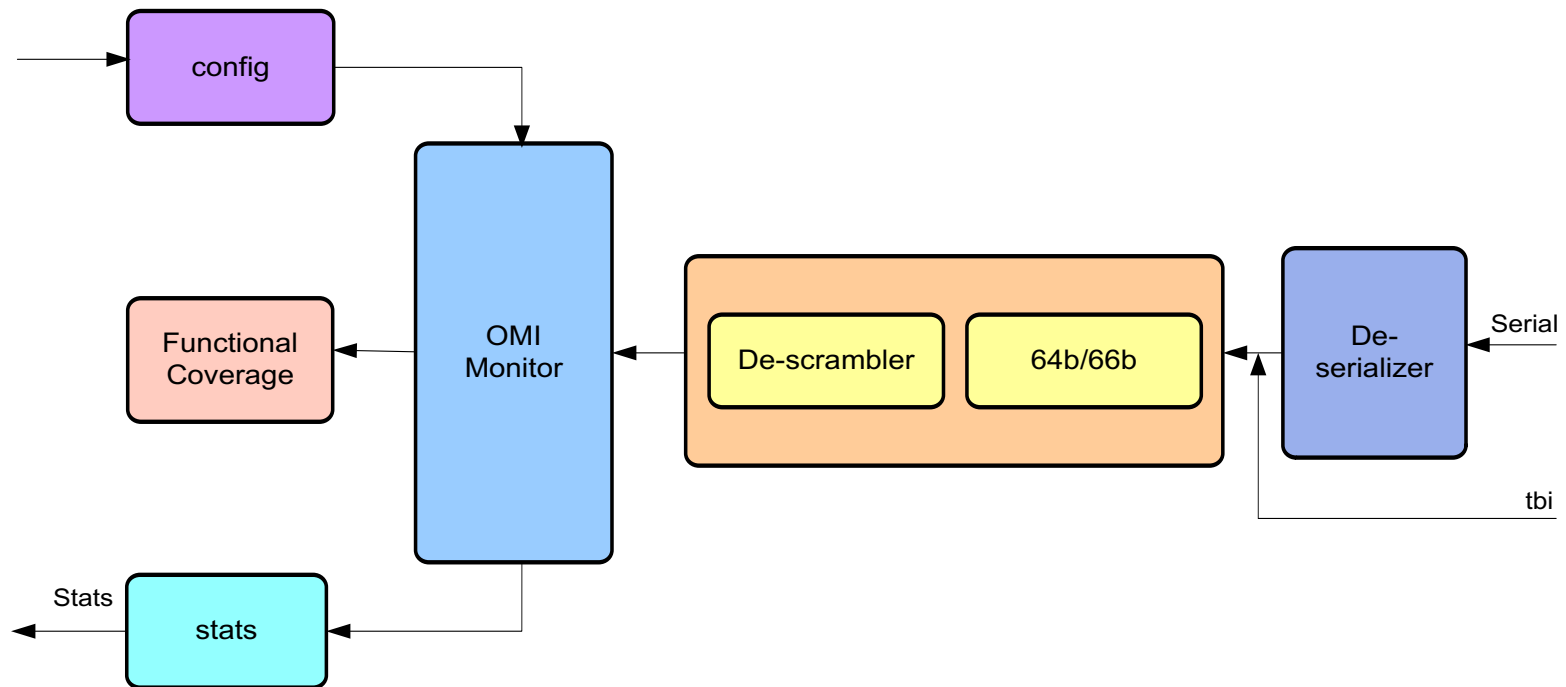 config
Functional
Coverage
OMI
Monitor
De-scrambler
64b/66b
De-
serializer
Serial
tbi
Stats
stats